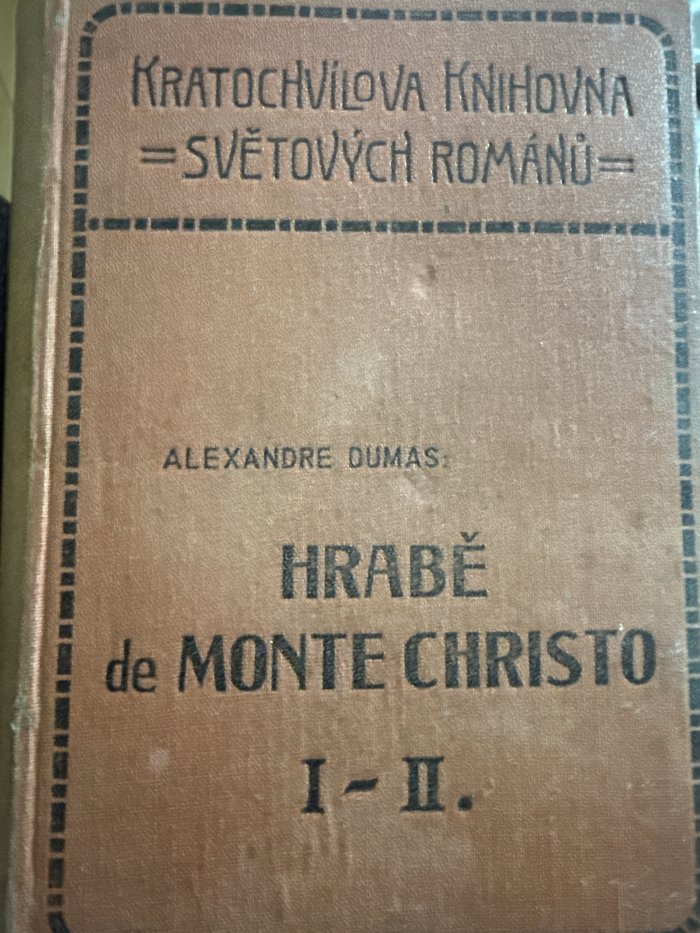 KRATOCHVÍLOVA KNIHOVNA
=SVĚTOVÝCH ROMÁNŮ=
ALEXANDRE DUMAS:
HRABĚ
de MONTE CHRISTO
I – II.